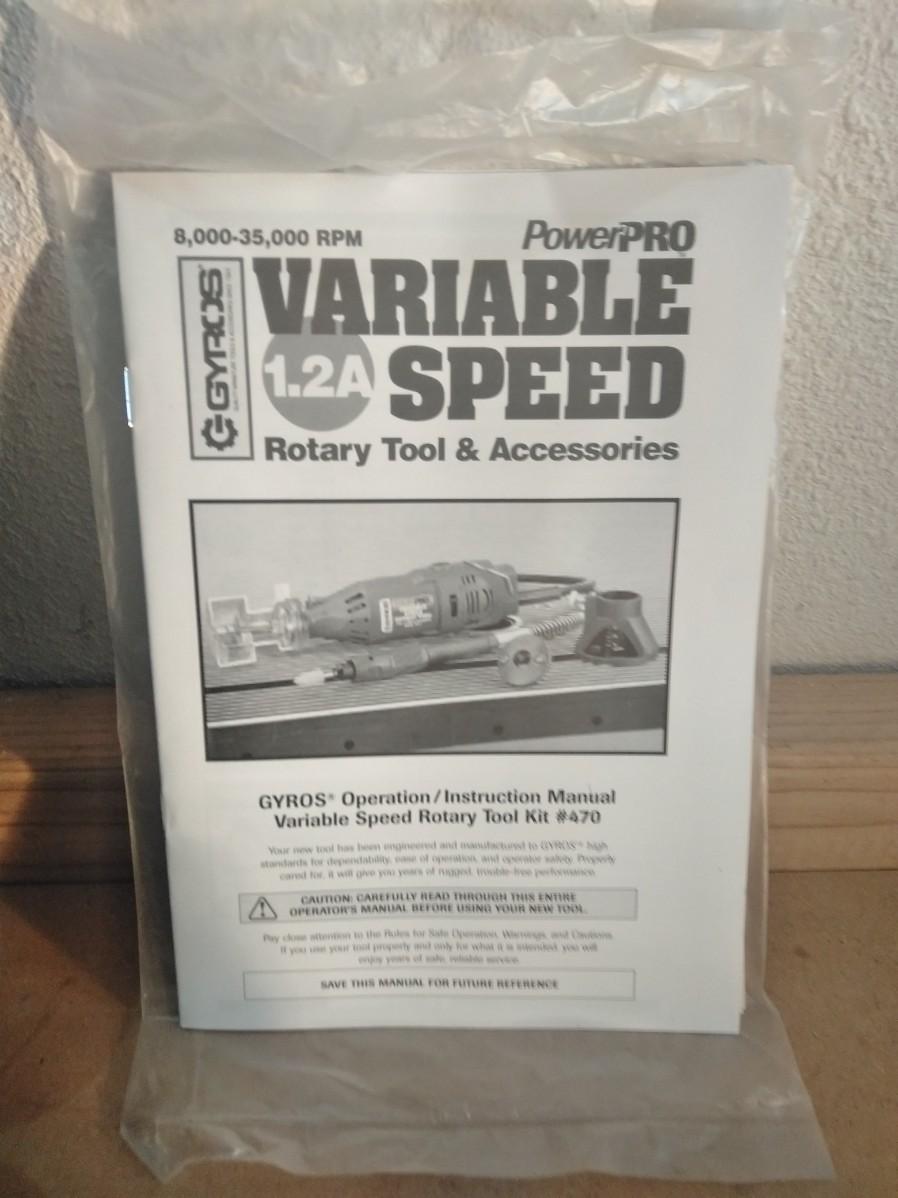 8,000-35,000 RPM
PowerPRO
GYROS®
VARIABLE
1.2A SPEED
Rotary Tool & Accessories
GYROS® Operation/Instruction Manual
Variable Speed Rotary Tool Kit #470
Your new tool has been engineered and manufactured to GYROS™ high
standards for dependability, ease of operation, and operator safety. Properly
cared for, it will give you years of rugged, trouble-free performance.
CAUTION: CAREFULLY READ THROUGH THIS ENTIRE
OPERATOR'S MANUAL BEFORE USING YOUR NEW TOOL.
Pay close attention to the Rules for Safe Operation, Warnings, and Cautions.
If you use your tool properly and only for what it is intended, you will
enjoy years of safe, reliable service.
SAVE THIS MANUAL FOR FUTURE REFERENCE